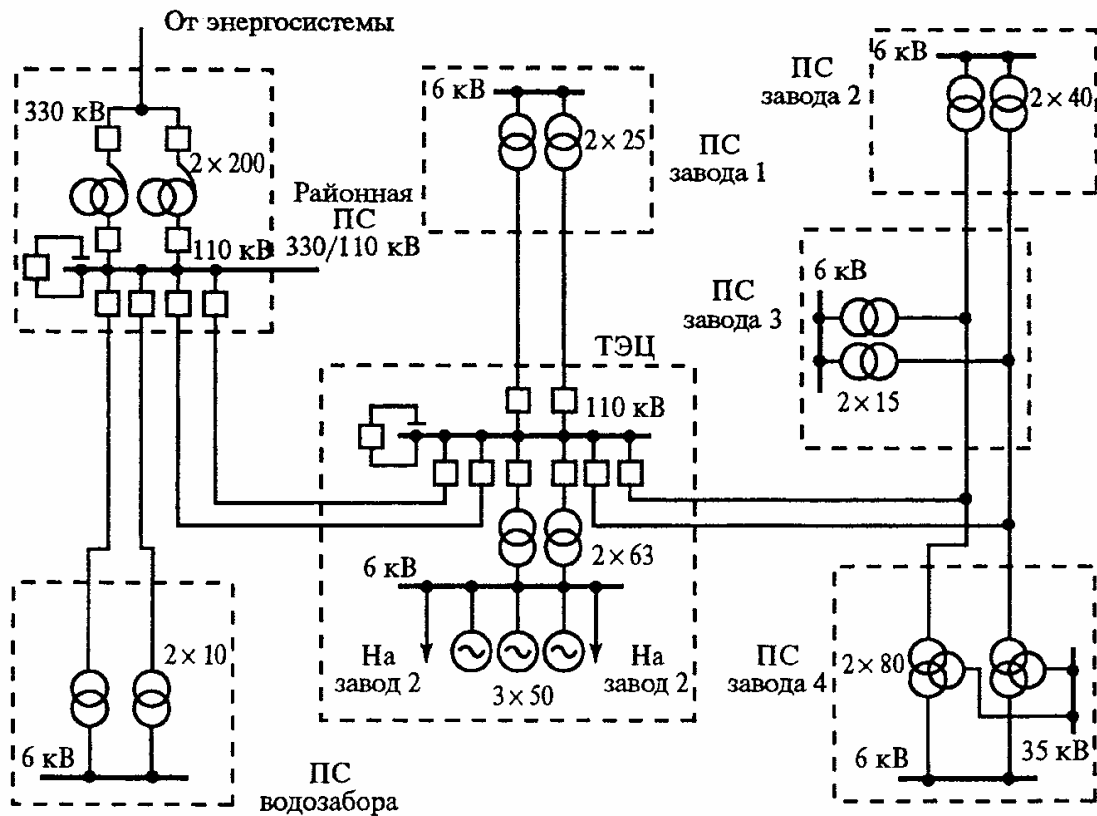 От энергосистемы
330 кВ
2 × 200
Районная
ПС
330/110 кВ
110 кВ
6 кВ
2 × 25
ПС
завода 1
ПС
завода 2
6 кВ
2 × 40
6 кВ
ПС
завода 3
2 × 15
ТЭЦ
110 кВ
2 × 63
6 кВ
На
завод 2
3 × 50
На
завод 2
2 × 10
6 кВ
ПС
водозабора
ПС
завода 4
2 × 80
6 кВ
35 кВ